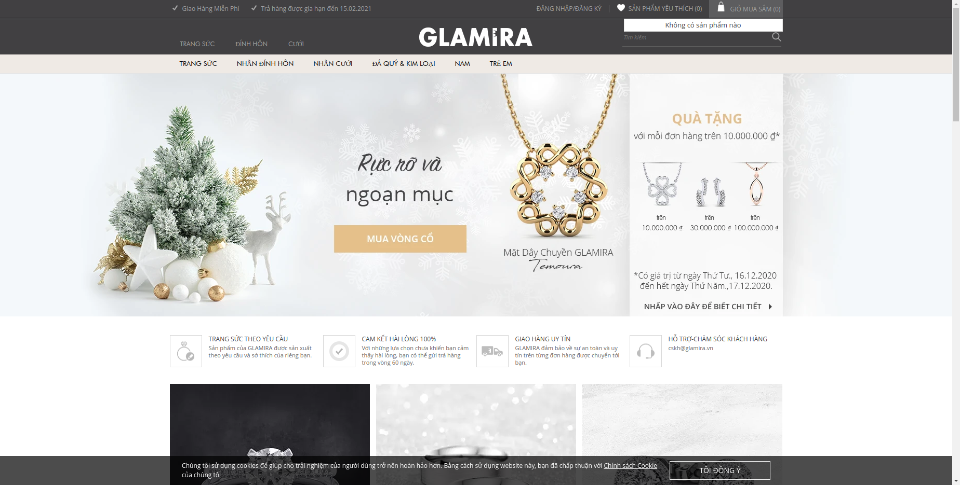 Giao Hàng Miễn Phí
Trả hàng được gia hạn đến 15.02.2021
ĐĂNG NHẬP/ĐĂNG KÝ
SẢN PHẨM YÊU THÍCH (0)
GIỎ MUA SẮM (0)
Không có sản phẩm nào
Tìm kiếm
TRANG SỨC
ĐÍNH HÔN
CƯỚI
GLAMIRA
TRANG SỨC
NHẪN ĐÍNH HÔN
NHẪN CƯỚI
ĐÁ QUÝ & KIM LOẠI
NAM
TRẺ EM
Rực rỡ và
ngoạn mục
MUA VÒNG CỔ
Mặt Dây Chuyền GLAMIRA
Temoura
QUÀ TẶNG
với mỗi đơn hàng trên 10.000.000 ₫*
trên trên trên
10.000.000 ₫ 30.000.000 ₫ 100.000.000 ₫
*Có giá trị từ ngày Thứ Tư., 16.12.2020
đến hết ngày Thứ Năm.,17.12.2020.
NHẤP VÀO ĐÂY ĐỂ BIẾT CHI TIẾT
TRANG SỨC THEO YÊU CẦU
Sản phẩm của GLAMIRA được sản xuất
theo yêu cầu và sở thích của riêng bạn.
CAM KẾT HÀI LÒNG 100%
Với những lựa chọn chưa khiến bạn cảm
thấy hài lòng, bạn có thể gửi trả hàng
trong vòng 60 ngày.
GIAO HÀNG UY TÍN
GLAMIRA đảm bảo về sự an toàn và uy
tín trên từng đơn hàng được chuyển tới
bạn.
HỖ TRỢ-CHĂM SÓC KHÁCH HÀNG
cskh@glamira.vn
Chúng tôi sử dụng cookies để giúp cho trải nghiệm của người dùng trở nên hoàn hảo hơn. Bằng cách sử dụng website này, bạn đã chấp thuận với Chính sách Cookie
của chúng tôi.
TÔI ĐỒNG Ý